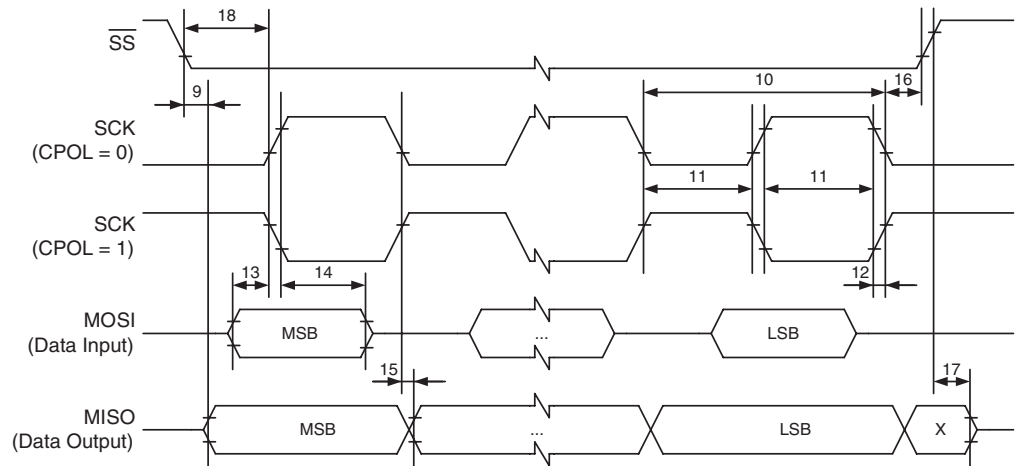 18
SS
10
9
16
SCK
(CPOL = 0)
11
11
SCK
(CPOL = 1)
13
14
12
MOSI
(Data Input)
MSB
...
LSB
15
17
MISO
(Data Output)
MSB
...
LSB
X